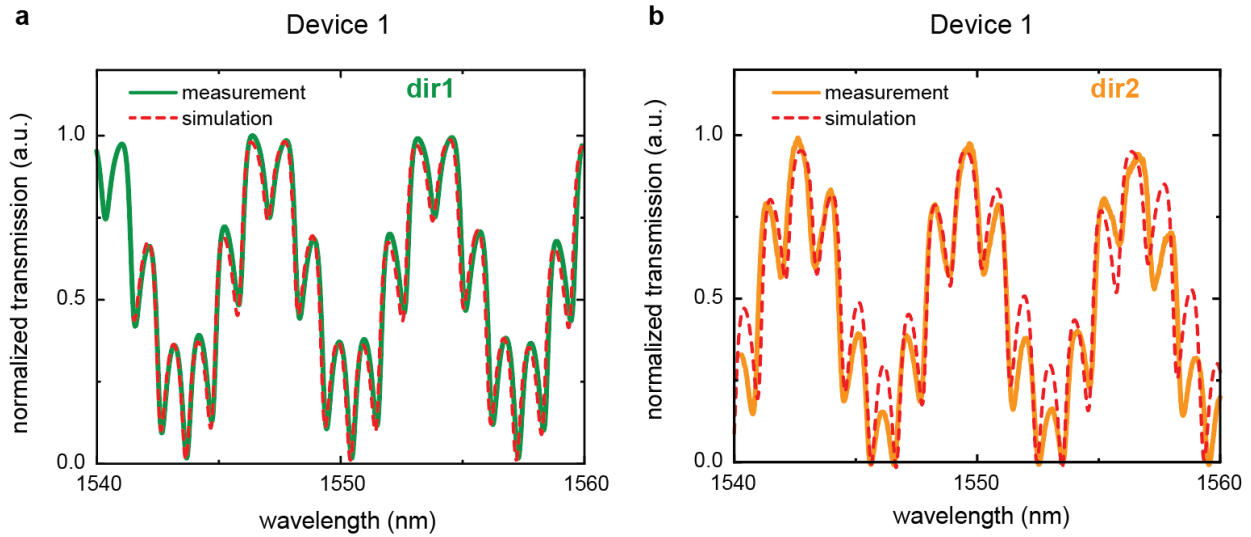 a
Device 1
measurement
simulation
dir1
normalized transmission (a.u.)
1.0
0.5
0.0
1540
1550
1560
wavelength (nm)
b
Device 1
measurement
simulation
dir2
normalized transmission (a.u.)
1.0
0.5
0.0
1540
1550
1560
wavelength (nm)